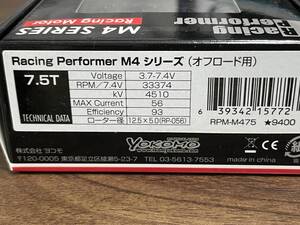 Racing
Performer
M4 SERIES
Racing Motor
Racing Performer M4 シリーズ (オフロード用)
7.5T
TECHNICAL DATA
Voltage 3.7-7.4V
RPM/7.4V 33374
kV 4510
MAX Current 56
Efficiency 93
ローター径 12.5×5.0(RP-056)
6 39342 15772
RPM-M475 ★9400
株式会社 ヨコモ
〒120-0005 東京都足立区綾瀬5-23-7 TEL 03-5613-7553
YOKOMO
CE